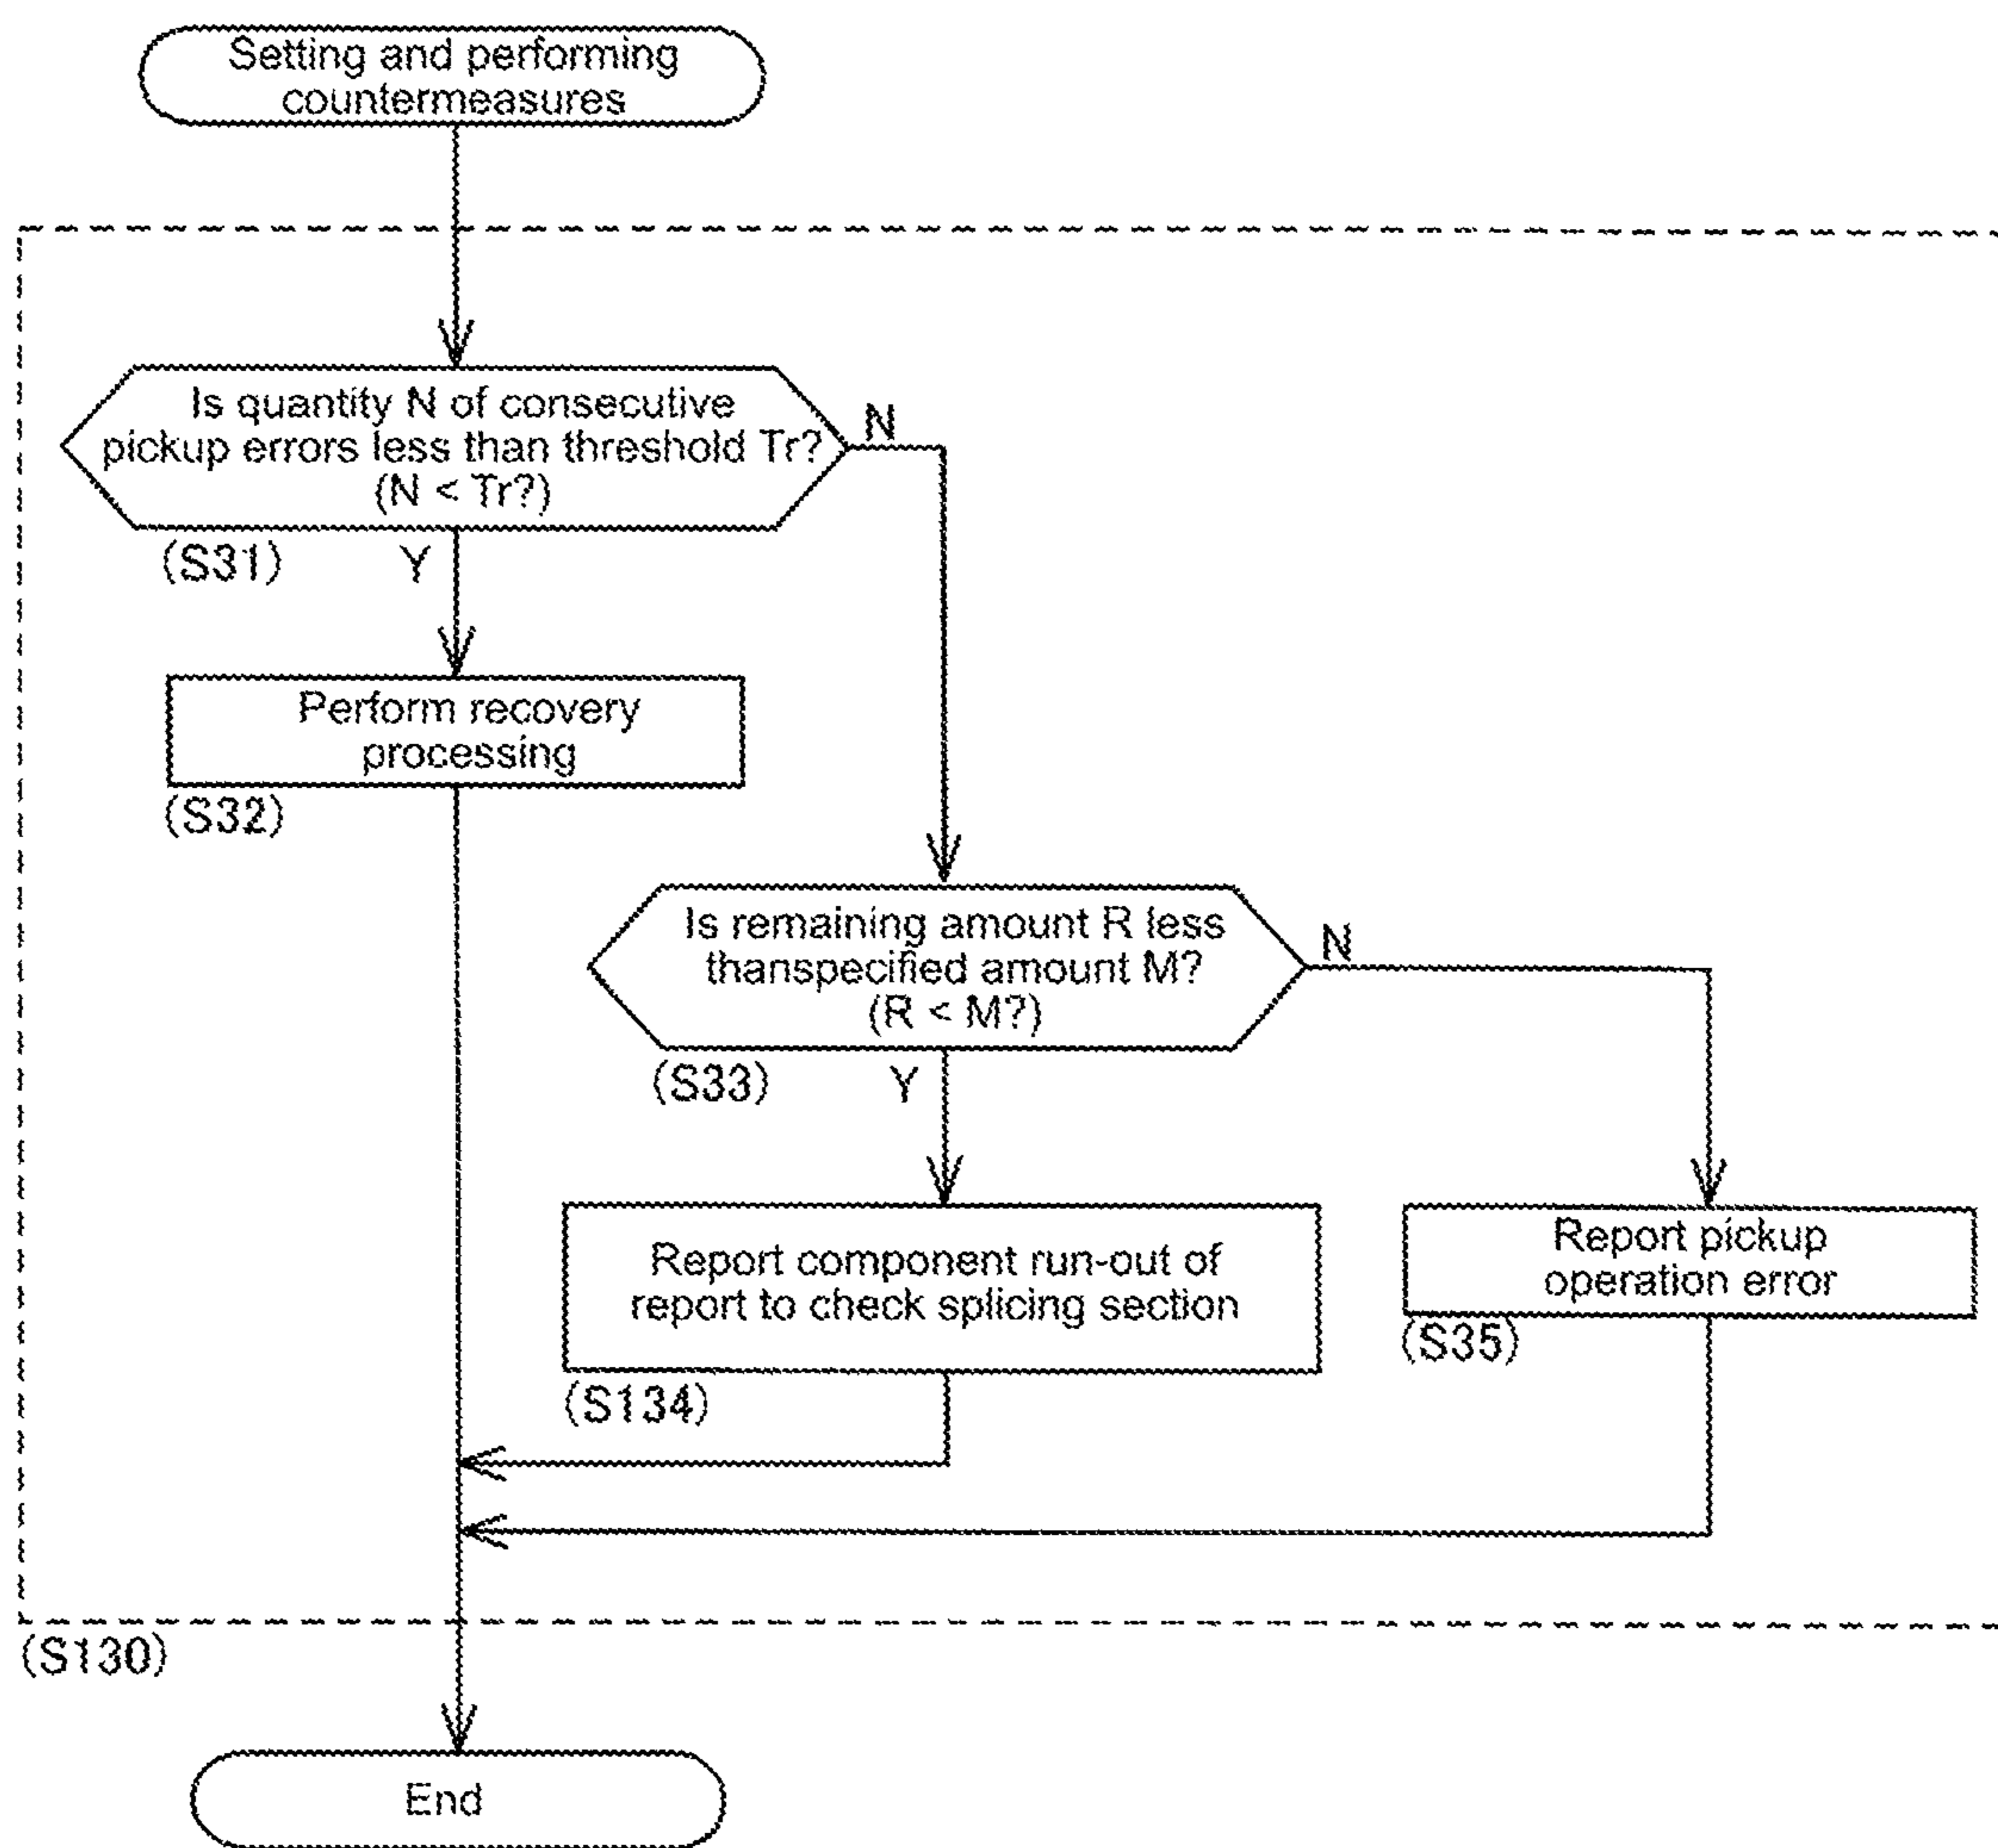 Setting and performing
countermeasures
Is quantity N of consecutive
pickup errors less than threshold Tr?
(N < Tr?)
N
(S31)
Y
Perform recovery
processing
(S32)
Is remaining amount R less
thanspecified amount M?
(R < M?)
N
(S33)
Y
Report component run-out of
report to check splicing section
(S134)
Report pickup
operation error
(S35)
(S130)
End